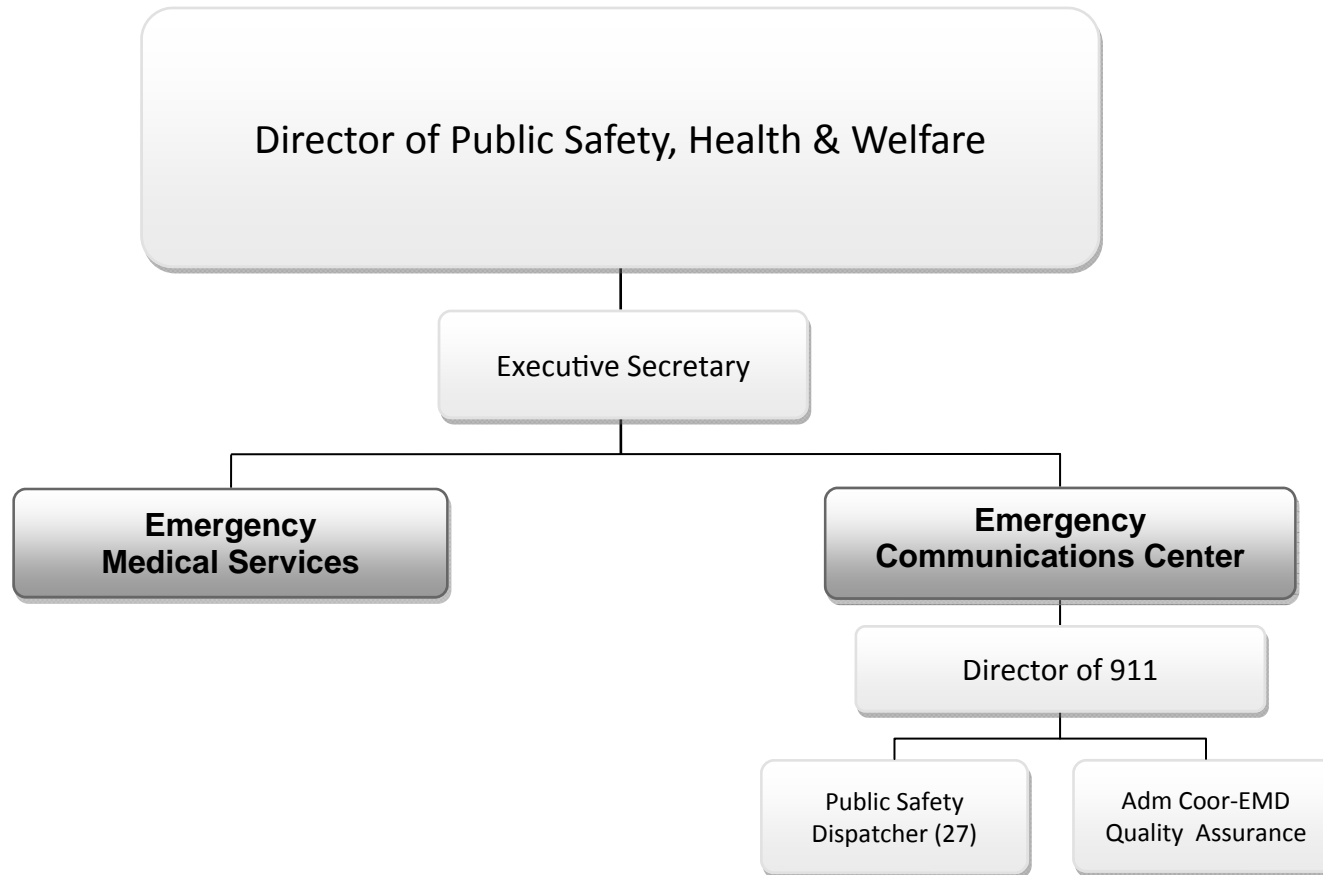 Director of Public Safety, Health & Welfare
Executive Secretary
Emergency
Medical Services
Emergency
Communications Center
Director of 911
Public Safety
Dispatcher (27)
Adm Coor-EMD
Quality Assurance